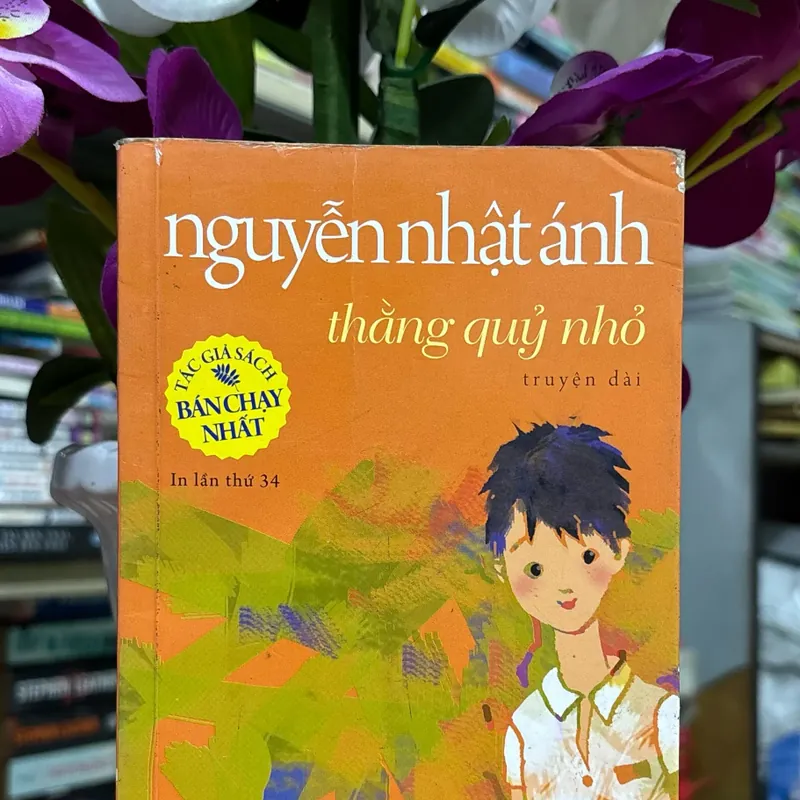 nguyễn nhật ánh
thằng quỷ nhỏ
truyện dài
TÁC GIẢ SÁCH
BÁN CHẠY
NHẤT
In lần thứ 34